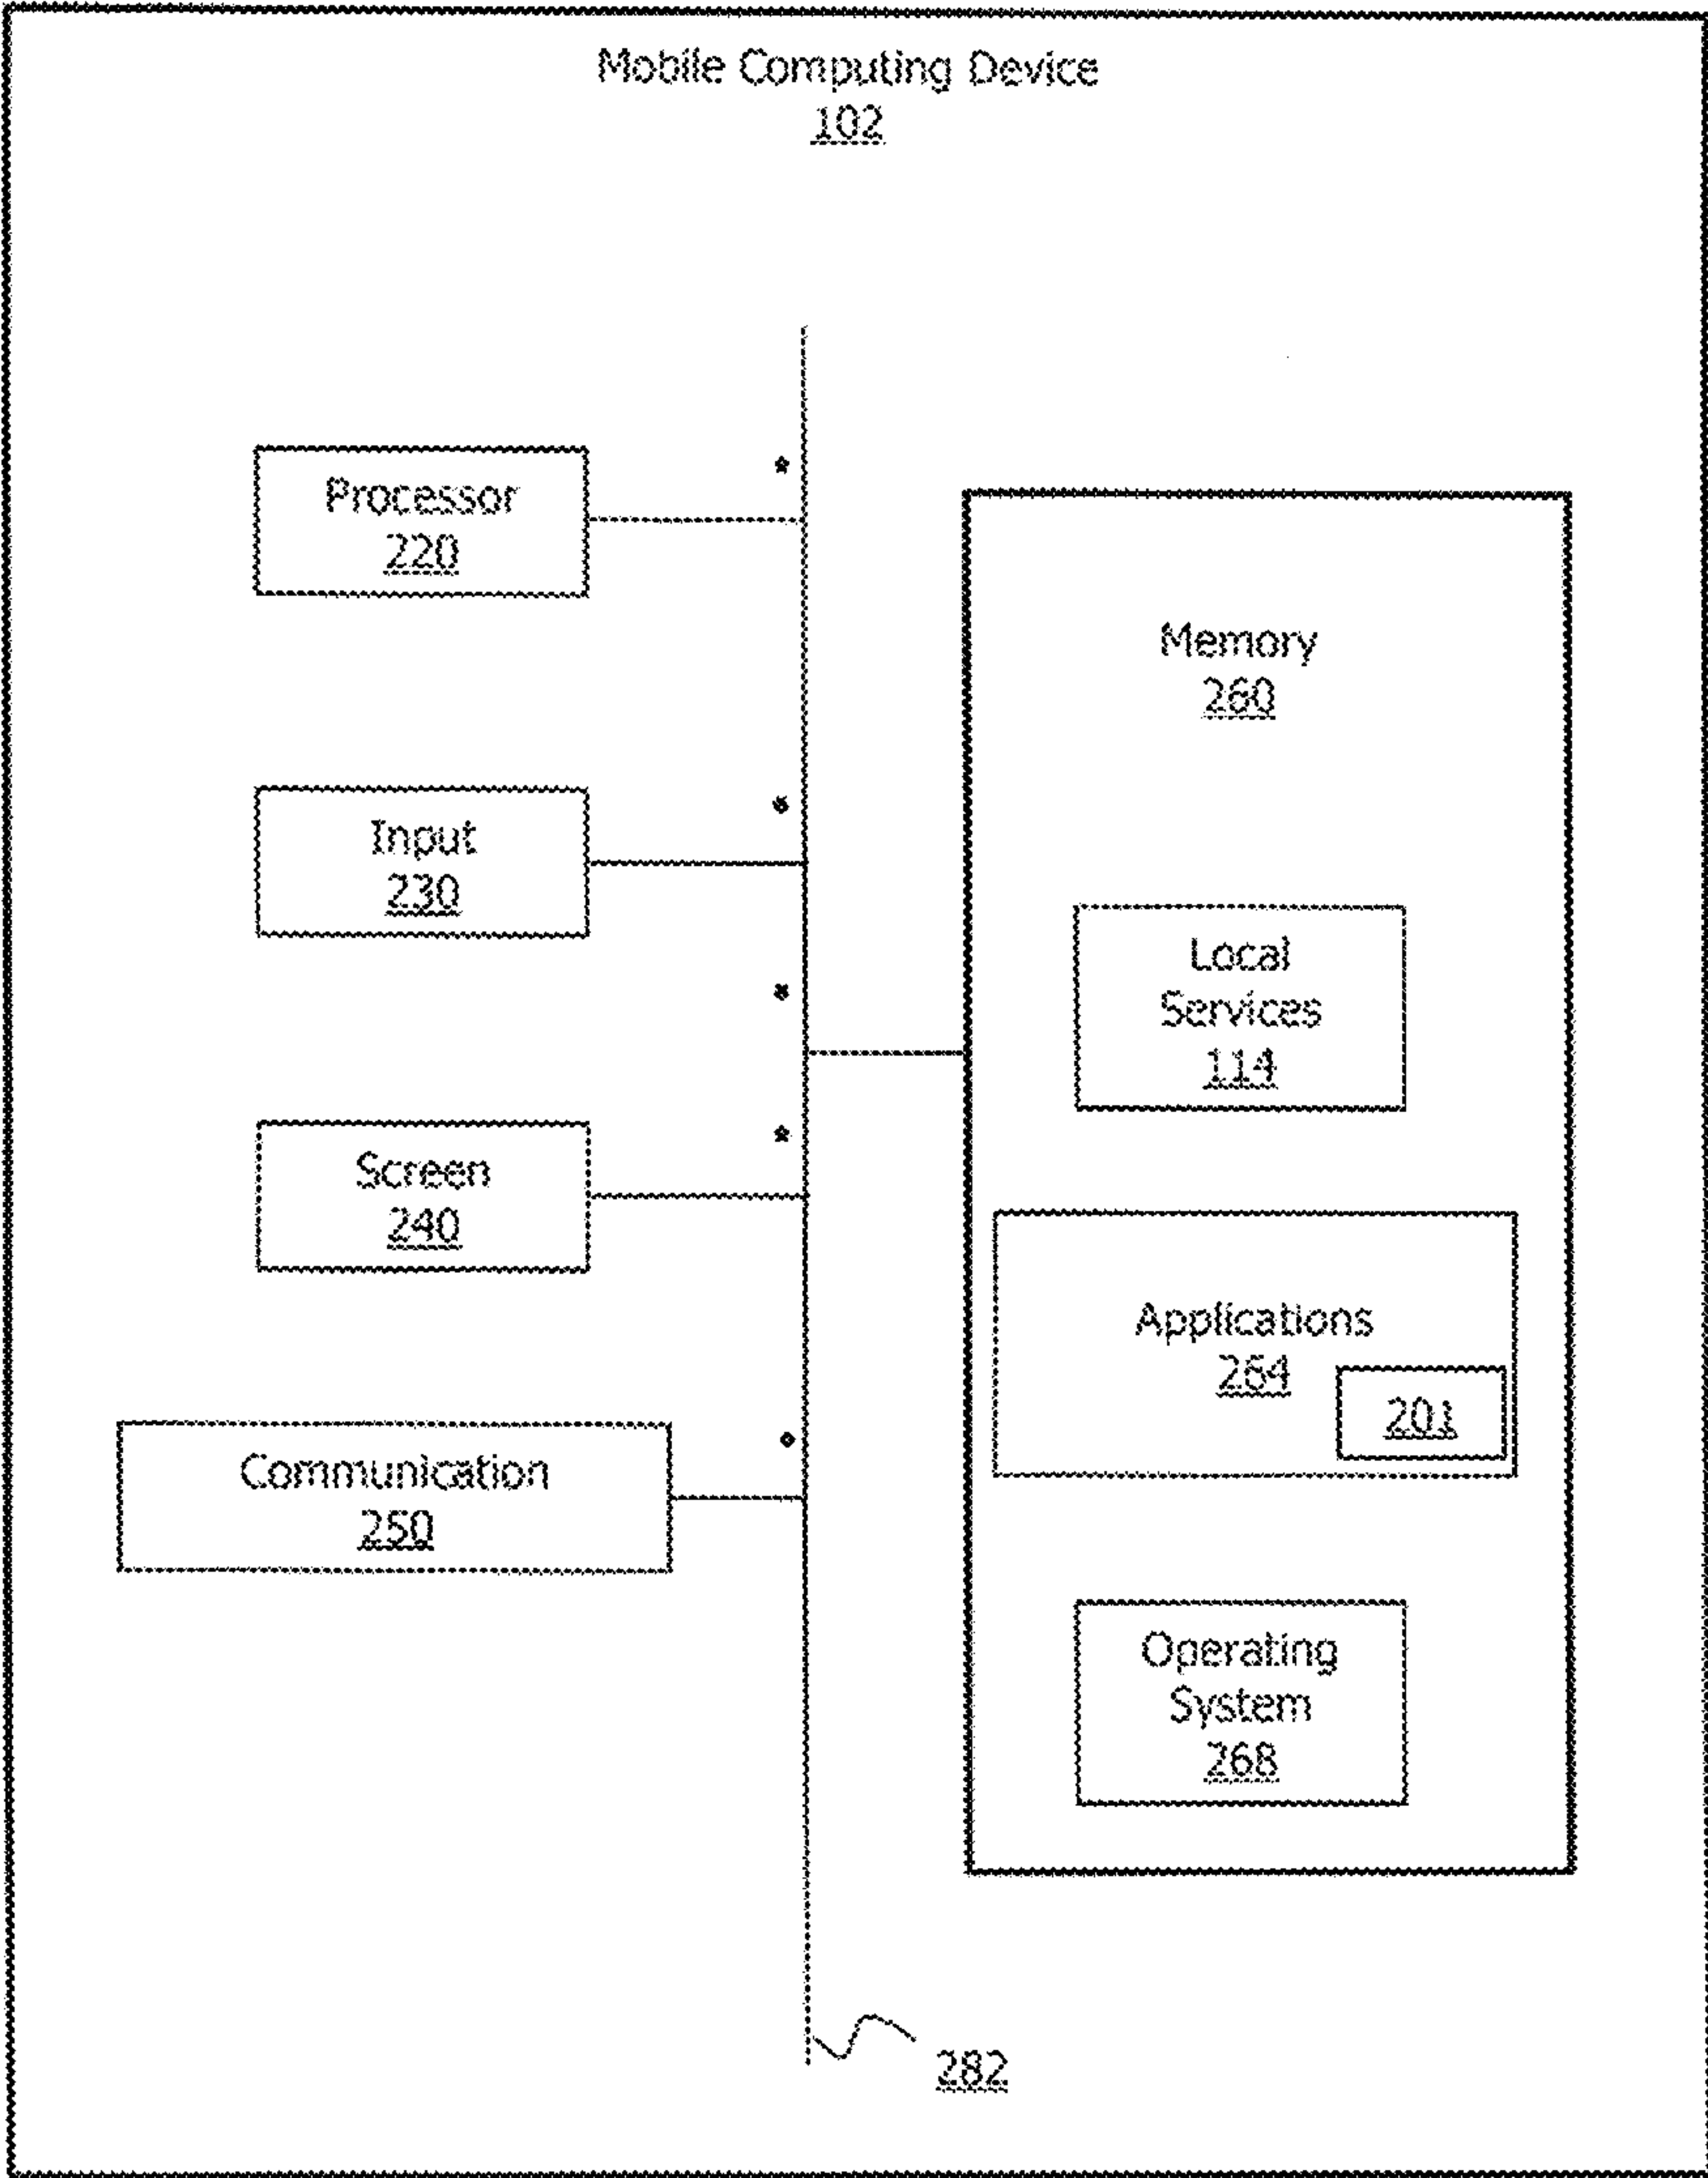 Mobile Computing Device
102
Processor
220
Memory
260
Input
230
Local
Services
114
Screen
240
Applications
264
201
Communication
250
Operating
System
268
282